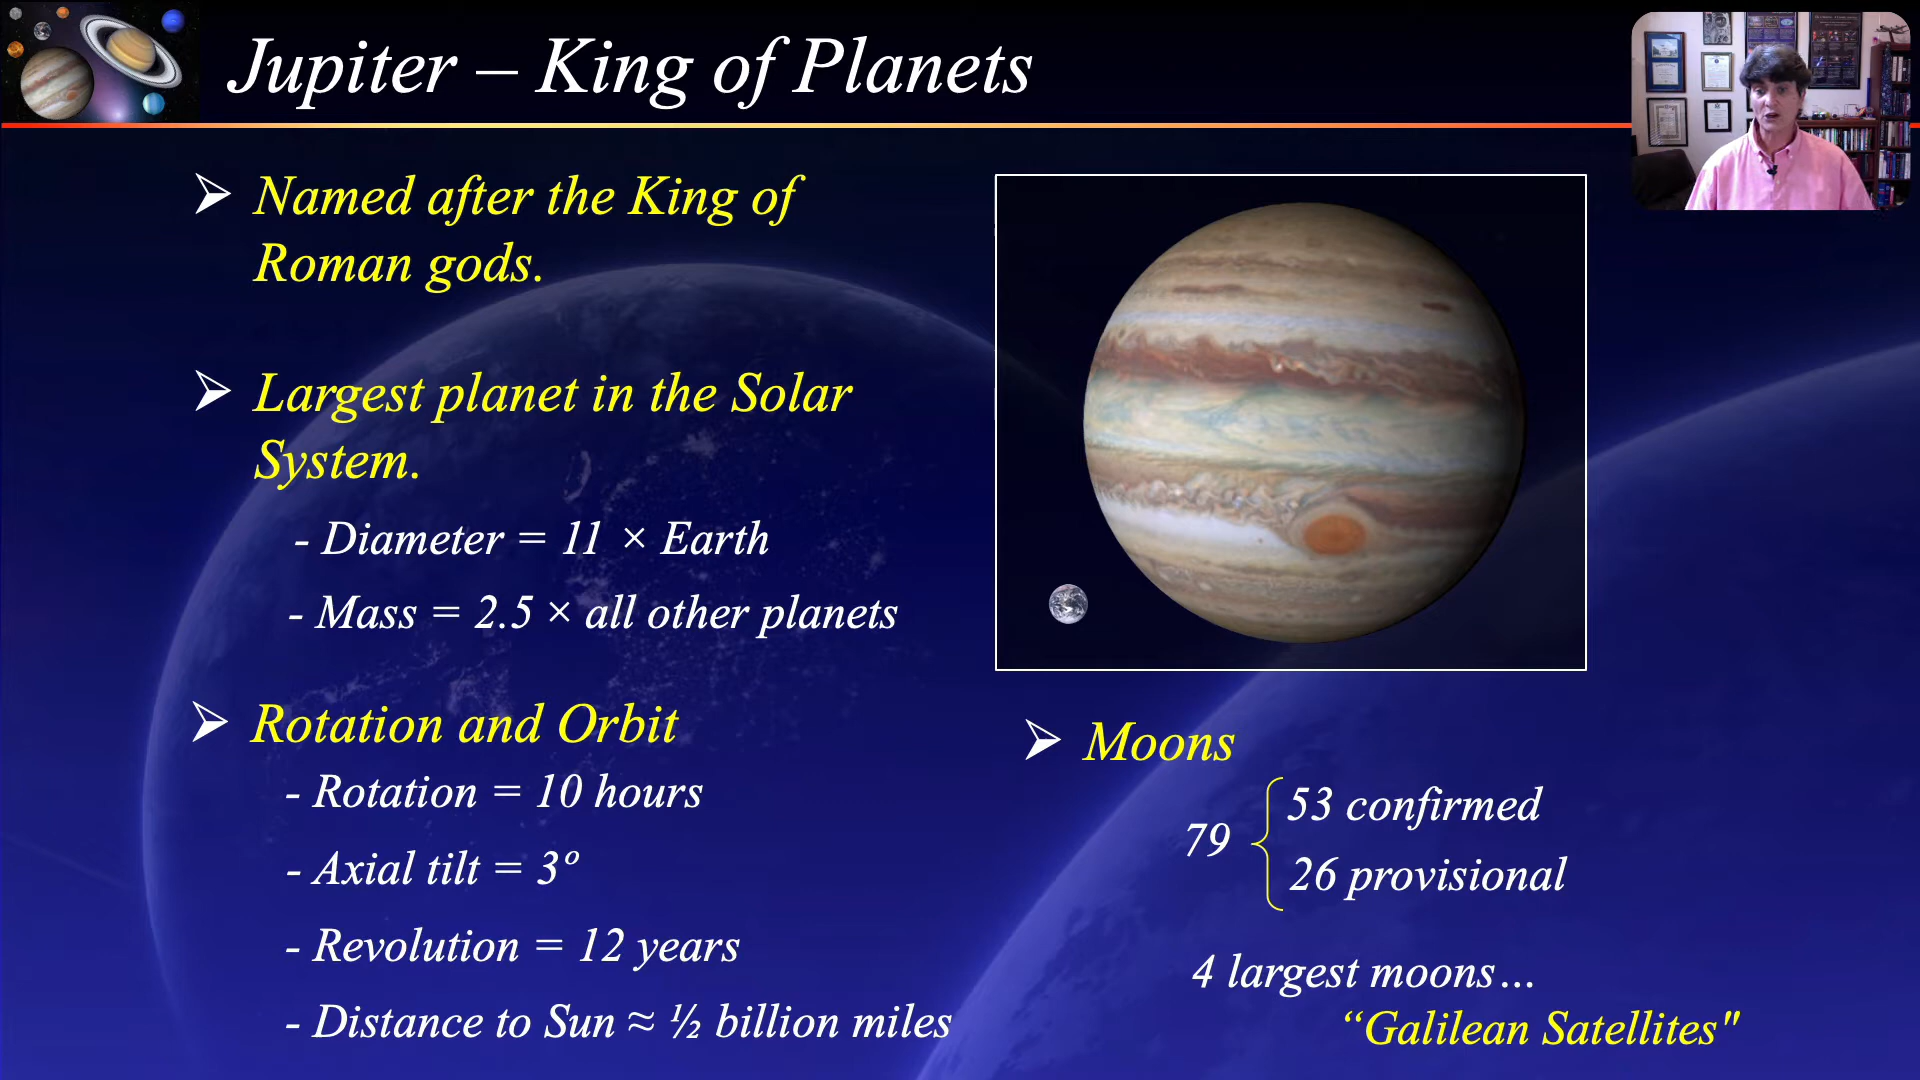 Jupiter – King of Planets
➢ Named after the King of
Roman gods.
➢ Largest planet in the Solar
System.
- Diameter = 11 × Earth
- Mass = 2.5 × all other planets
➢ Rotation and Orbit
- Rotation = 10 hours
- Axial tilt = 3º
- Revolution = 12 years
- Distance to Sun ≈ ½ billion miles
➢ Moons
79
53 confirmed
26 provisional
4 largest moons…
“Galilean Satellites"